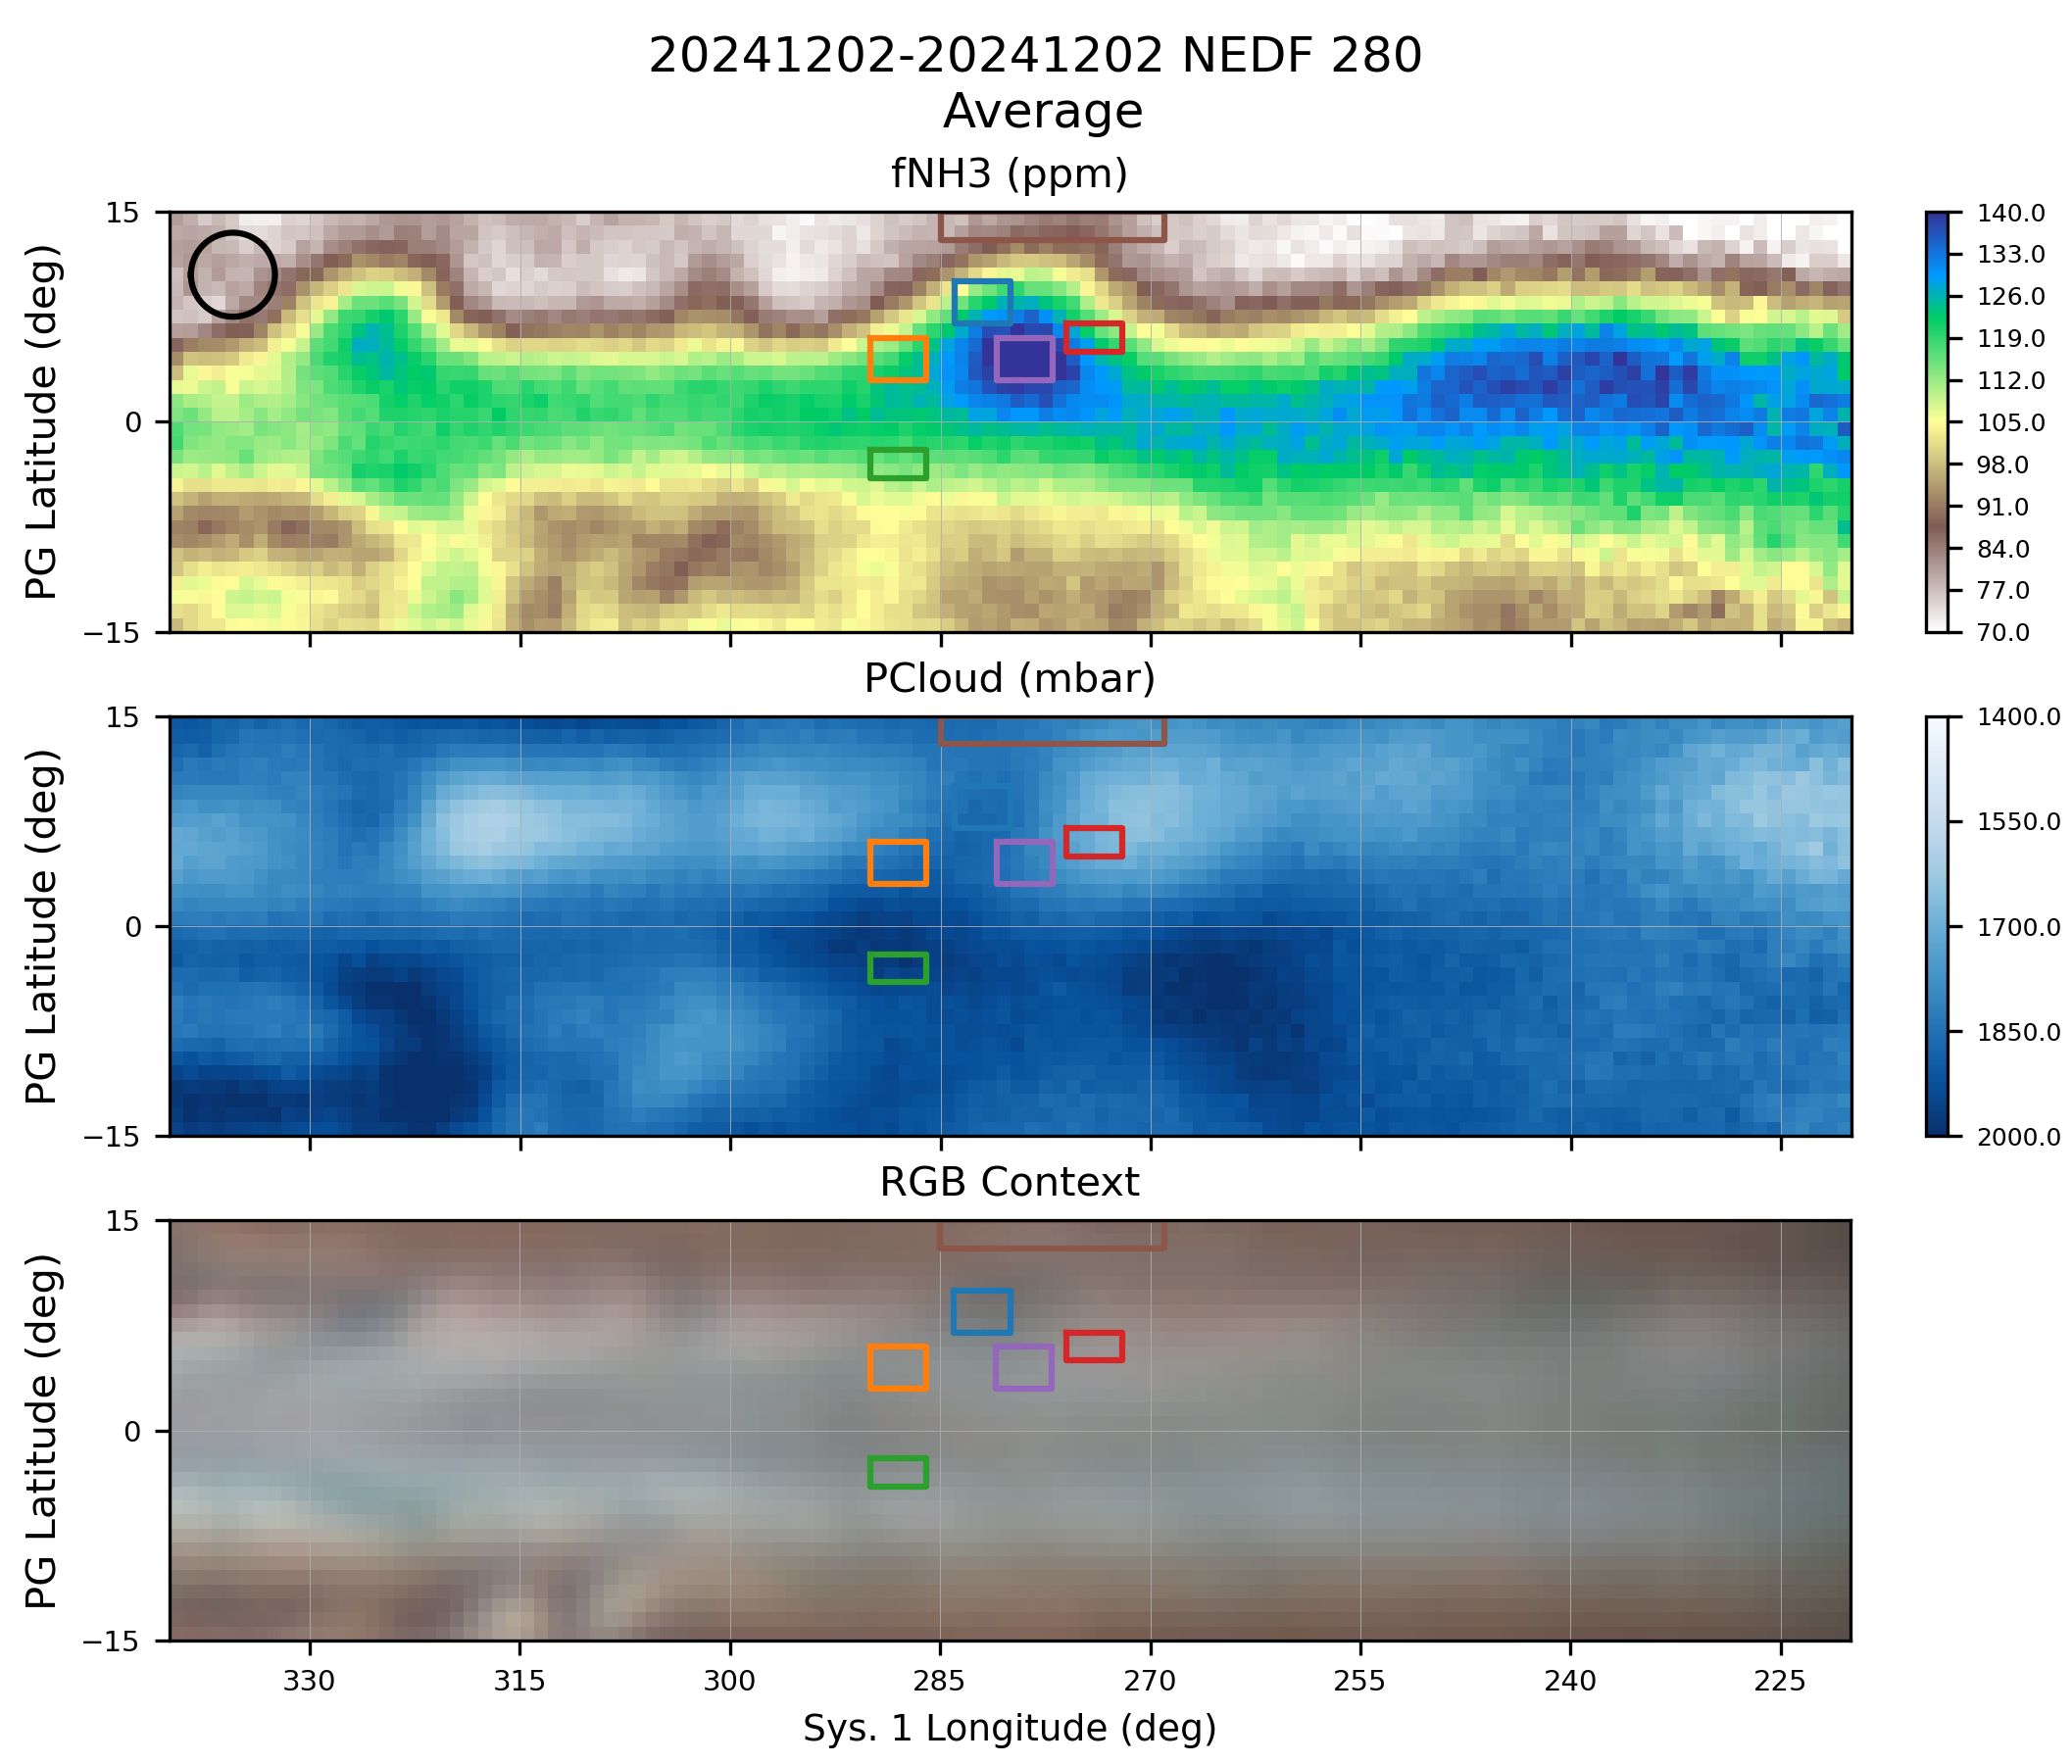 20241202-20241202 NEDF 280
Average
fNH3 (ppm)
15
0
−15
PG Latitude (deg)
140.0
133.0
126.0
119.0
112.0
105.0
98.0
91.0
84.0
77.0
70.0
PCloud (mbar)
15
0
−15
PG Latitude (deg)
1400.0
1550.0
1700.0
1850.0
2000.0
RGB Context
15
0
−15
PG Latitude (deg)
330 315 300 285 270 255 240 225
Sys. 1 Longitude (deg)